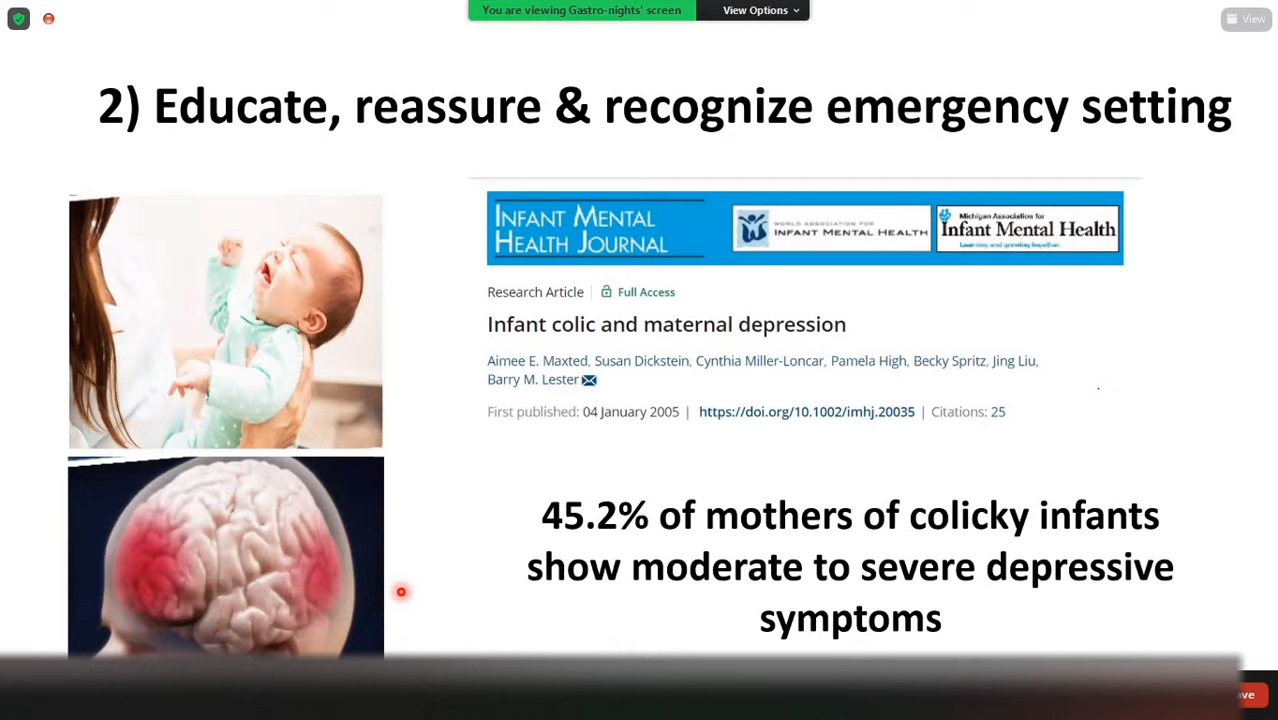 You are viewing Gastro-nights' screen
View Options
View
2) Educate, reassure & recognize emergency setting
INFANT MENTAL
HEALTH JOURNAL
WORLD ASSOCIATION FOR
INFANT MENTAL HEALTH
Michigan Association for
Infant Mental Health
Learning and growing together.
Research Article
Full Access
Infant colic and maternal depression
Aimee E. Maxted, Susan Dickstein, Cynthia Miller-Loncar, Pamela High, Becky Spritz, Jing Liu,
Barry M. Lester
First published: 04 January 2005 | https://doi.org/10.1002/imhj.20035 | Citations: 25
45.2% of mothers of colicky infants
show moderate to severe depressive
symptoms